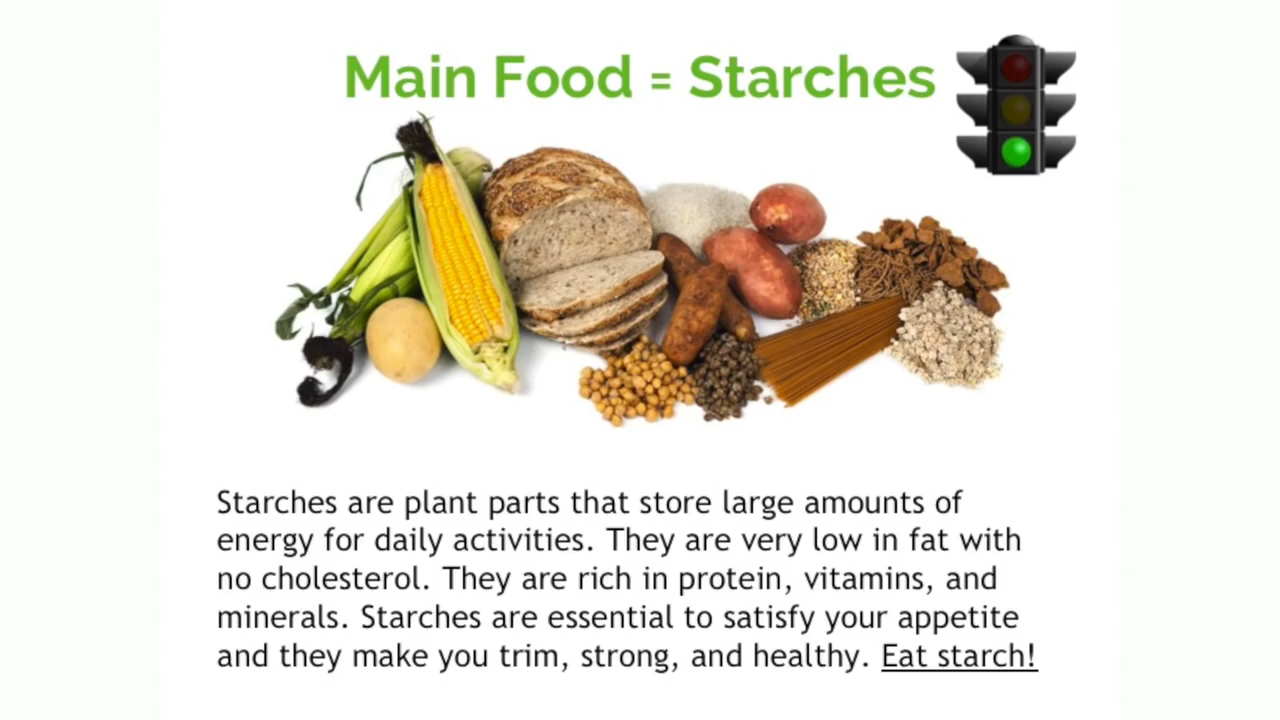 Main Food = Starches
Starches are plant parts that store large amounts of
energy for daily activities. They are very low in fat with
no cholesterol. They are rich in protein, vitamins, and
minerals. Starches are essential to satisfy your appetite
and they make you trim, strong, and healthy. Eat starch!